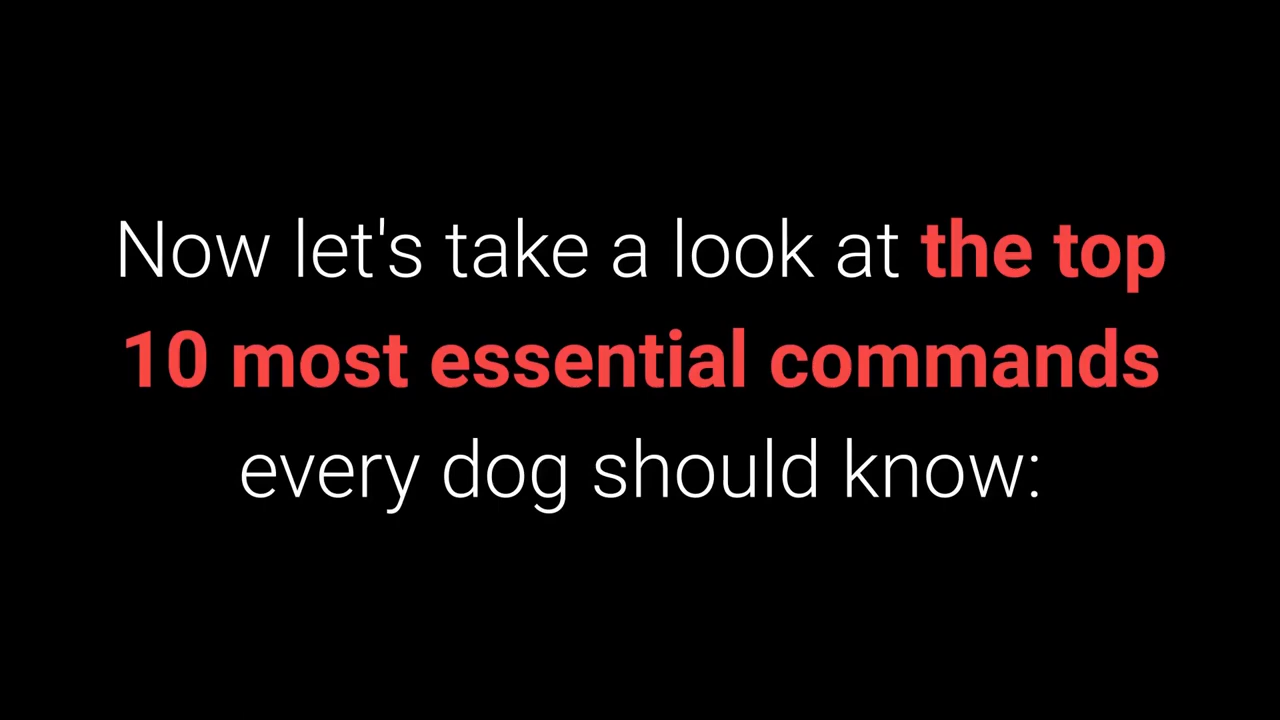 Now let's take a look at the top
10 most essential commands
every dog should know: